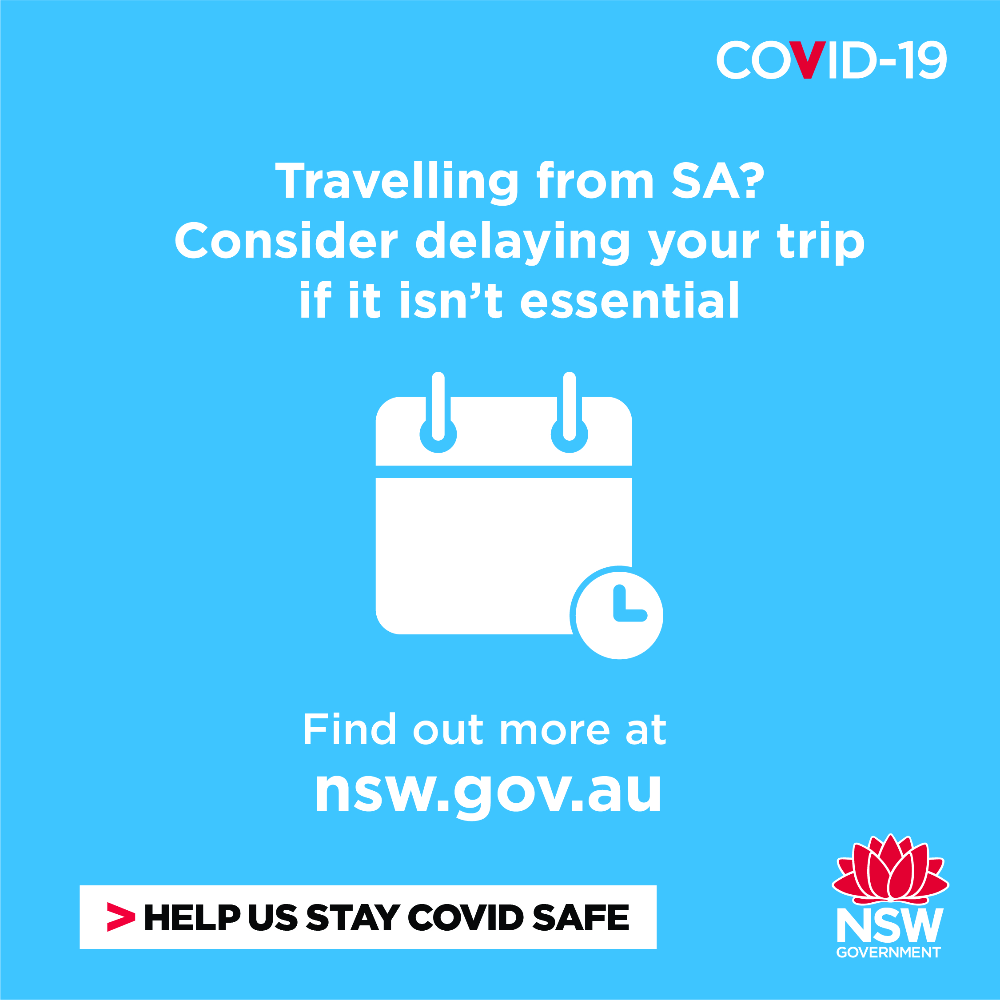 COVID-19
Travelling from SA?
Consider delaying your trip
if it isn’t essential
Find out more at
nsw.gov.au
> HELP US STAY COVID SAFE
NSW
GOVERNMENT